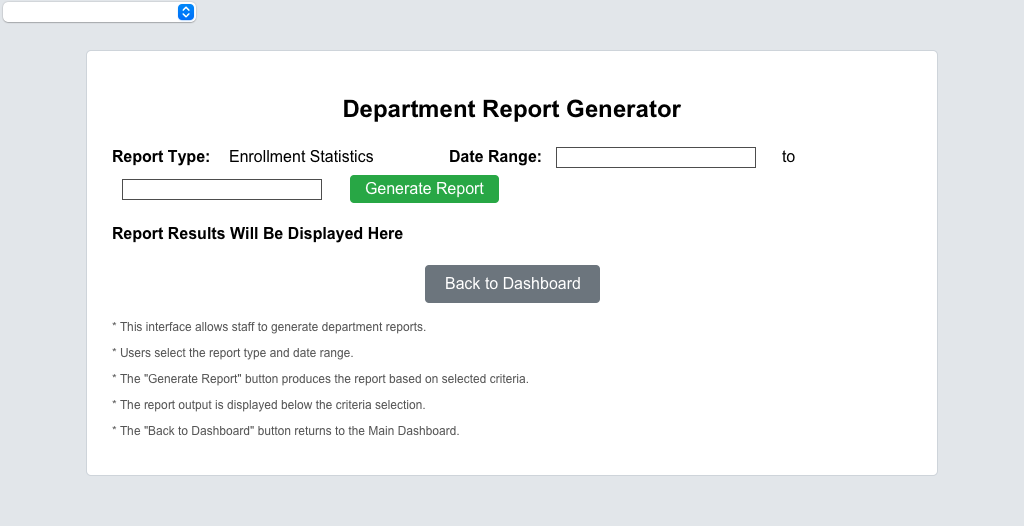 Department Report Generator
Report Type: Enrollment Statistics Date Range: to
Generate Report
Report Results Will Be Displayed Here
Back to Dashboard
* This interface allows staff to generate department reports.
* Users select the report type and date range.
* The "Generate Report" button produces the report based on selected criteria.
* The report output is displayed below the criteria selection.
* The "Back to Dashboard" button returns to the Main Dashboard.